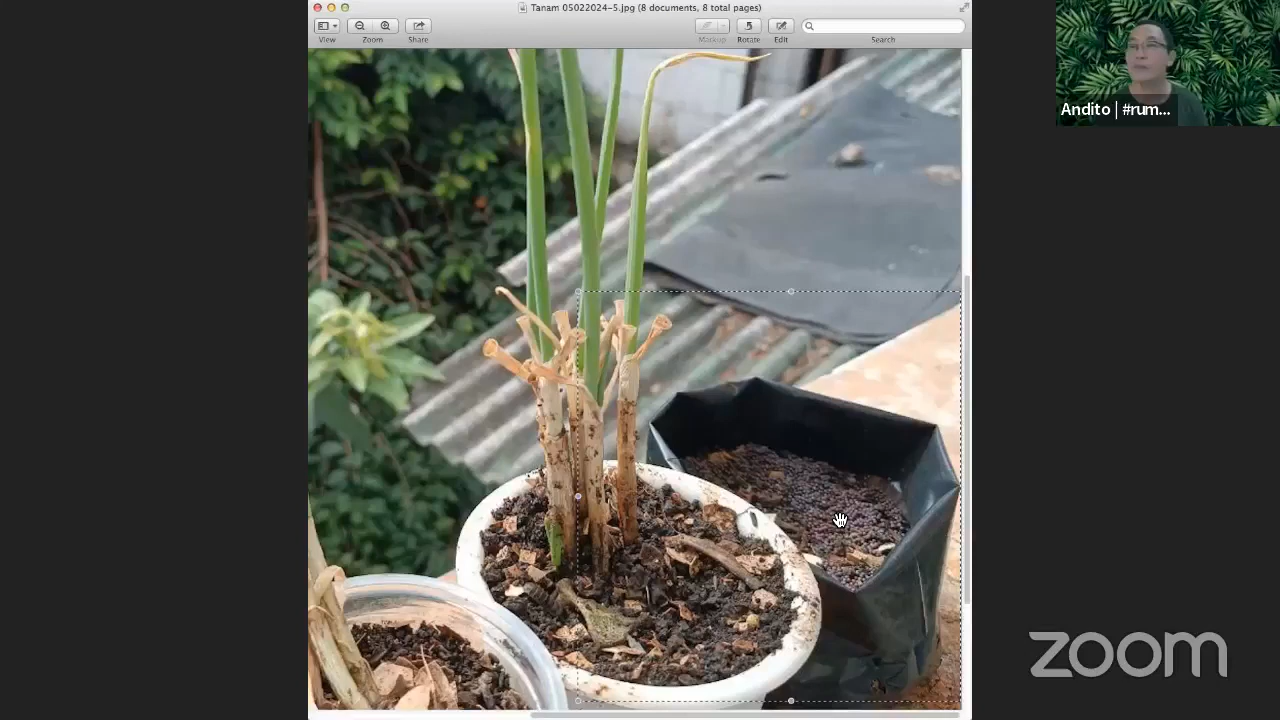 Tanam 05022024-5.jpg (8 documents, 8 total pages)
View
Zoom
Share
Markup
Rotate
Edit
Search
Andito | #rum...
zoom